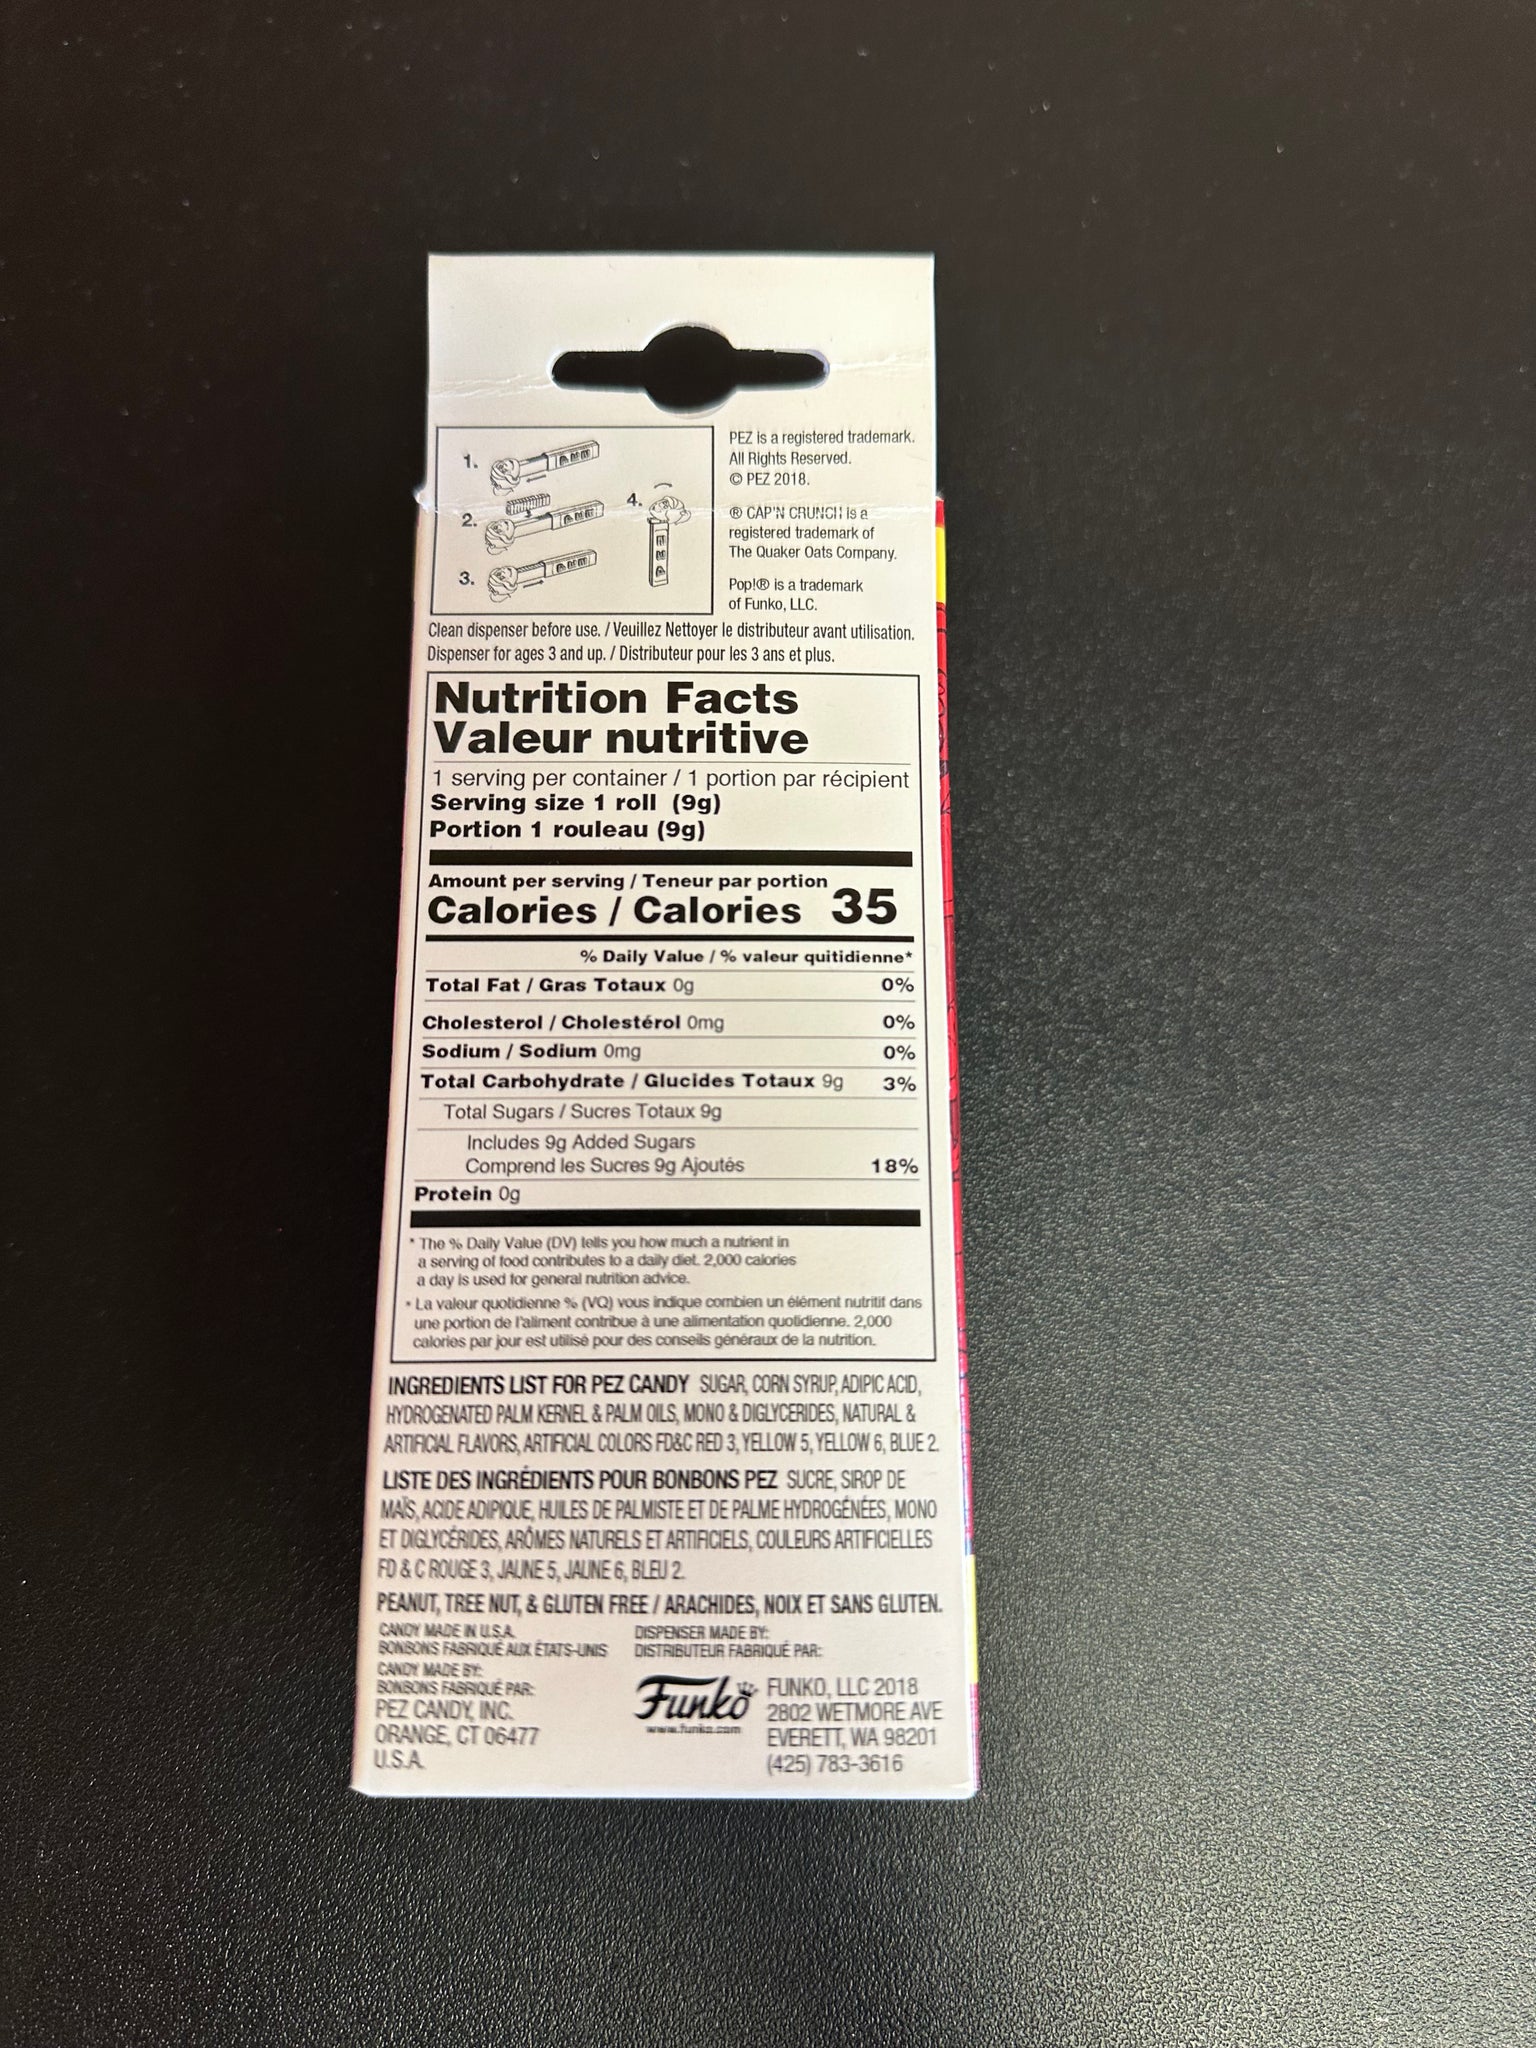 1.
2.
3.
4.
PEZ is a registered trademark.
All Rights Reserved.
© PEZ 2018.
® CAP'N CRUNCH is a
registered trademark of
The Quaker Oats Company.
Pop!® is a trademark
of Funko, LLC.
Clean dispenser before use. / Veuillez Nettoyer le distributeur avant utilisation.
Dispenser for ages 3 and up. / Distributeur pour les 3 ans et plus.
Nutrition Facts
Valeur nutritive
1 serving per container / 1 portion par récipient
Serving size 1 roll (9g)
Portion 1 rouleau (9g)
Amount per serving / Teneur par portion
Calories / Calories 35
% Daily Value / % valeur quitidienne*
Total Fat / Gras Totaux 0g 0%
Cholesterol / Cholestérol 0mg 0%
Sodium / Sodium 0mg 0%
Total Carbohydrate / Glucides Totaux 9g 3%
Total Sugars / Sucres Totaux 9g
Includes 9g Added Sugars
Comprend les Sucres 9g Ajoutés 18%
Protein 0g
* The % Daily Value (DV) tells you how much a nutrient in
a serving of food contributes to a daily diet. 2,000 calories
a day is used for general nutrition advice.
* La valeur quotidienne % (VQ) vous indique combien un élément nutritif dans
une portion de l'aliment contribue à une alimentation quotidienne. 2,000
calories par jour est utilisé pour des conseils généraux de la nutrition.
INGREDIENTS LIST FOR PEZ CANDY SUGAR, CORN SYRUP, ADIPIC ACID,
HYDROGENATED PALM KERNEL & PALM OILS, MONO & DIGLYCERIDES, NATURAL &
ARTIFICIAL FLAVORS, ARTIFICIAL COLORS FD&C RED 3, YELLOW 5, YELLOW 6, BLUE 2.
LISTE DES INGRÉDIENTS POUR BONBONS PEZ SUCRE, SIROP DE
MAÏS, ACIDE ADIPIQUE, HUILES DE PALMISTE ET DE PALME HYDROGÉNÉES, MONO
ET DIGLYCÉRIDES, ARÔMES NATURELS ET ARTIFICIELS, COULEURS ARTIFICIELLES
FD & C ROUGE 3, JAUNE 5, JAUNE 6, BLEU 2.
PEANUT, TREE NUT, & GLUTEN FREE / ARACHIDES, NOIX ET SANS GLUTEN.
CANDY MADE IN U.S.A.
BONBONS FABRIQUÉ AUX ÉTATS-UNIS
CANDY MADE BY:
BONBONS FABRIQUÉ PAR:
PEZ CANDY, INC.
ORANGE, CT 06477
U.S.A.
DISPENSER MADE BY:
DISTRIBUTEUR FABRIQUÉ PAR:
Funko
www.funko.com
FUNKO, LLC 2018
2802 WETMORE AVE
EVERETT, WA 98201
(425) 783-3616